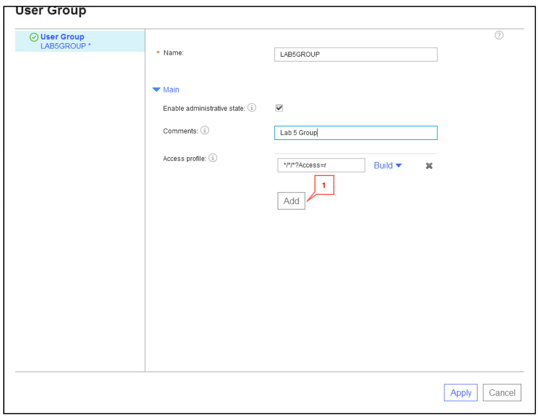 User Group
User Group
LAB5GROUP *
* Name:
LAB5GROUP
Main
Enable administrative state:
Comments:
Lab 5 Group
Access profile:
*/*/*?Access=r
Build
1
Add
Apply
Cancel